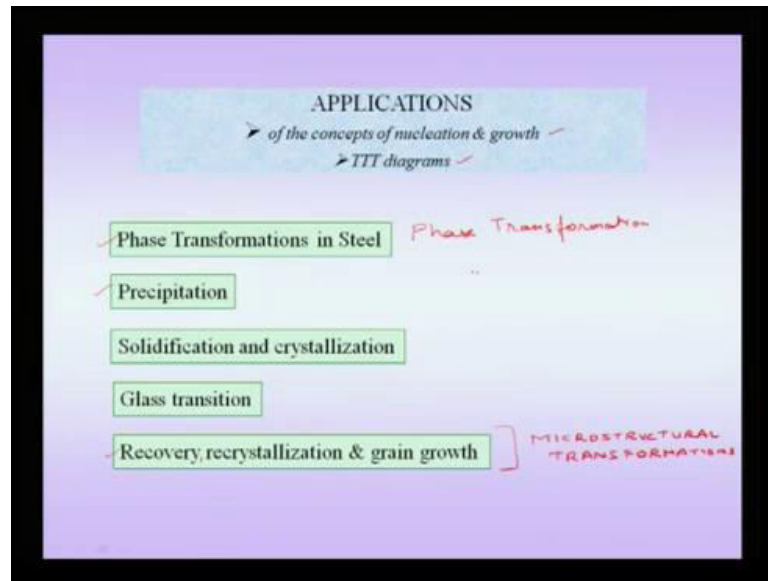 APPLICATIONS
➤ of the concepts of nucleation & growth
➤TTT diagrams
Phase Transformations in Steel
Phase Transformation
Precipitation
Solidification and crystallization
Glass transition
Recovery, recrystallization & grain growth
MICROSTRUCTURAL
TRANSFORMATIONS